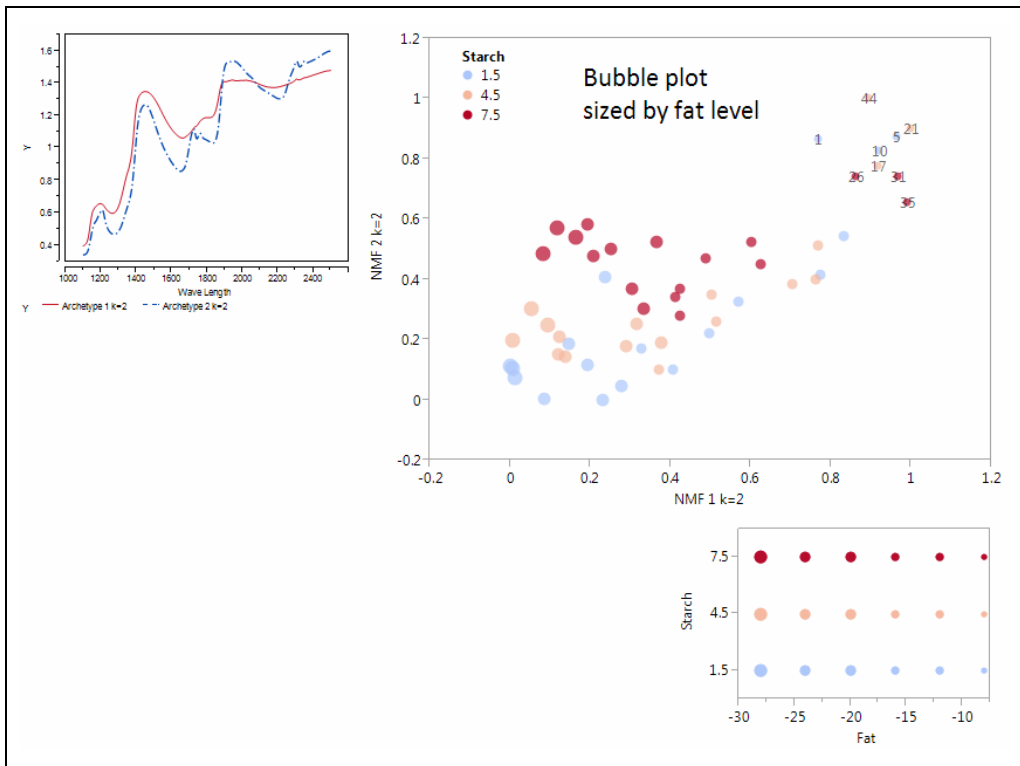 1.6
1.4
1.2
1
0.8
0.6
0.4
Y
1000 1200 1400 1600 1800 2000 2200 2400
Wave Length
Y Archetype 1 k=2 Archetype 2 k=2
1.2
1
0.8
0.6
0.4
0.2
0
-0.2
NMF 2 k=2
Starch
1.5
4.5
7.5
Bubble plot
sized by fat level
44
21
1
5
10
17
26
31
35
-0.2 0 0.2 0.4 0.6 0.8 1 1.2
NMF 1 k=2
7.5
4.5
1.5
Starch
-30 -25 -20 -15 -10
Fat